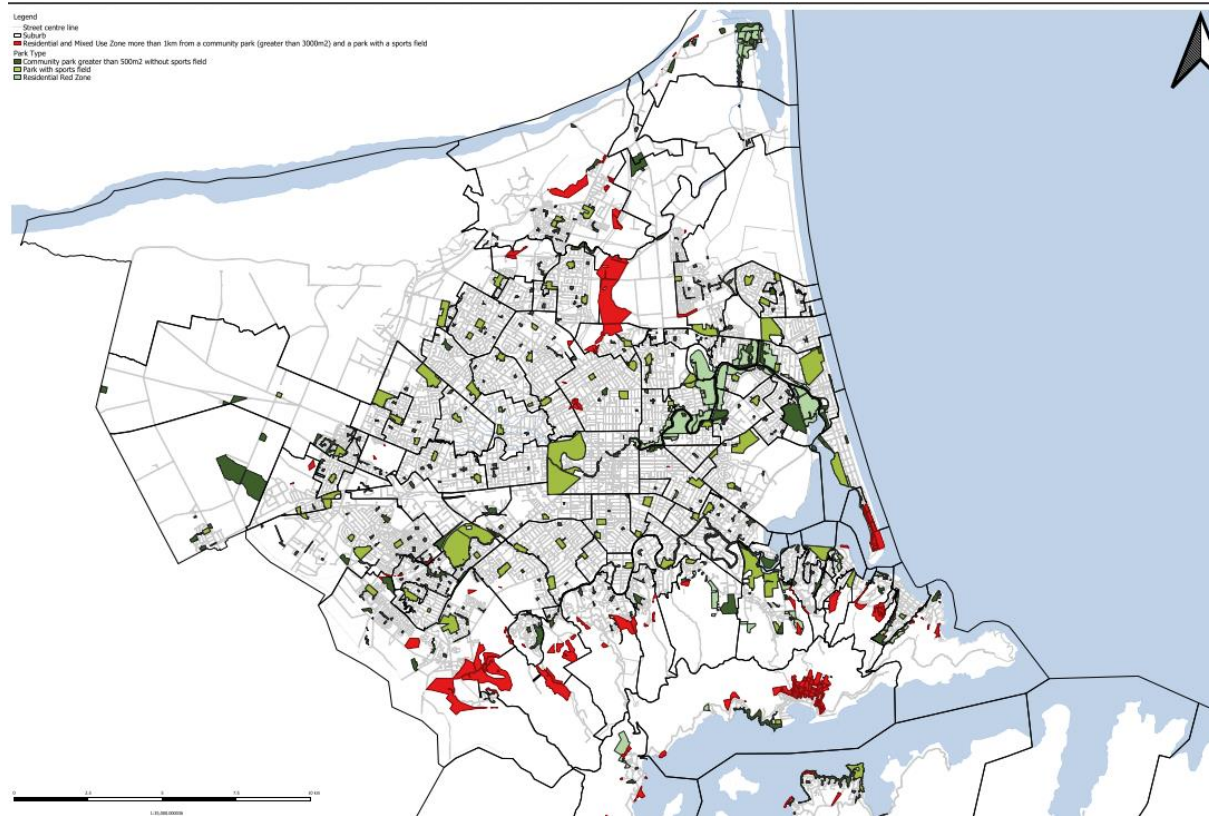 Legend
Street centre line
Suburb
Residential and Mixed Use Zone more than 1km from a community park (greater than 3000m2) and a park with a sports field
Park Type
Community park greater than 500m2 without sports field
Park with sports field
Residential Red Zone
0 2.5 5 7.5 10 km